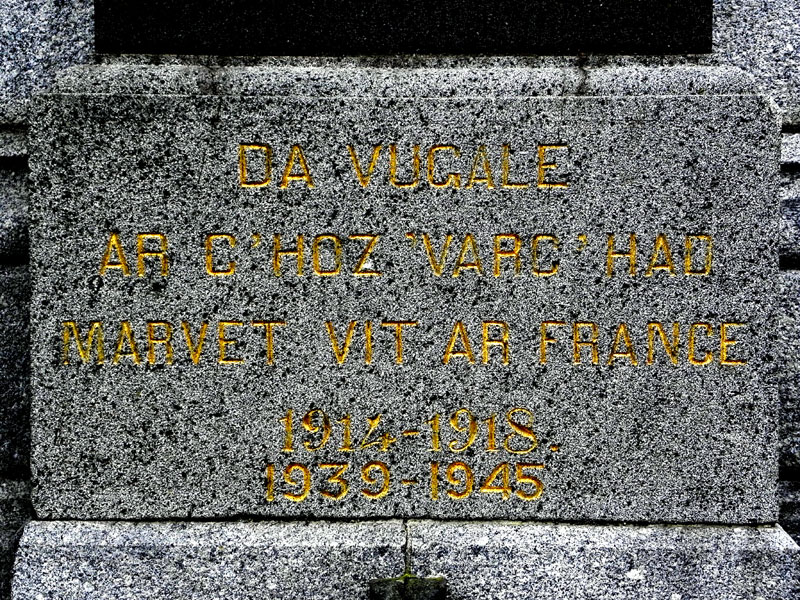 DA VUGALE
AR C'HOZ 'VARC'HAD
MARVET VIT AR FRANCE
1914-1918.
1939-1945